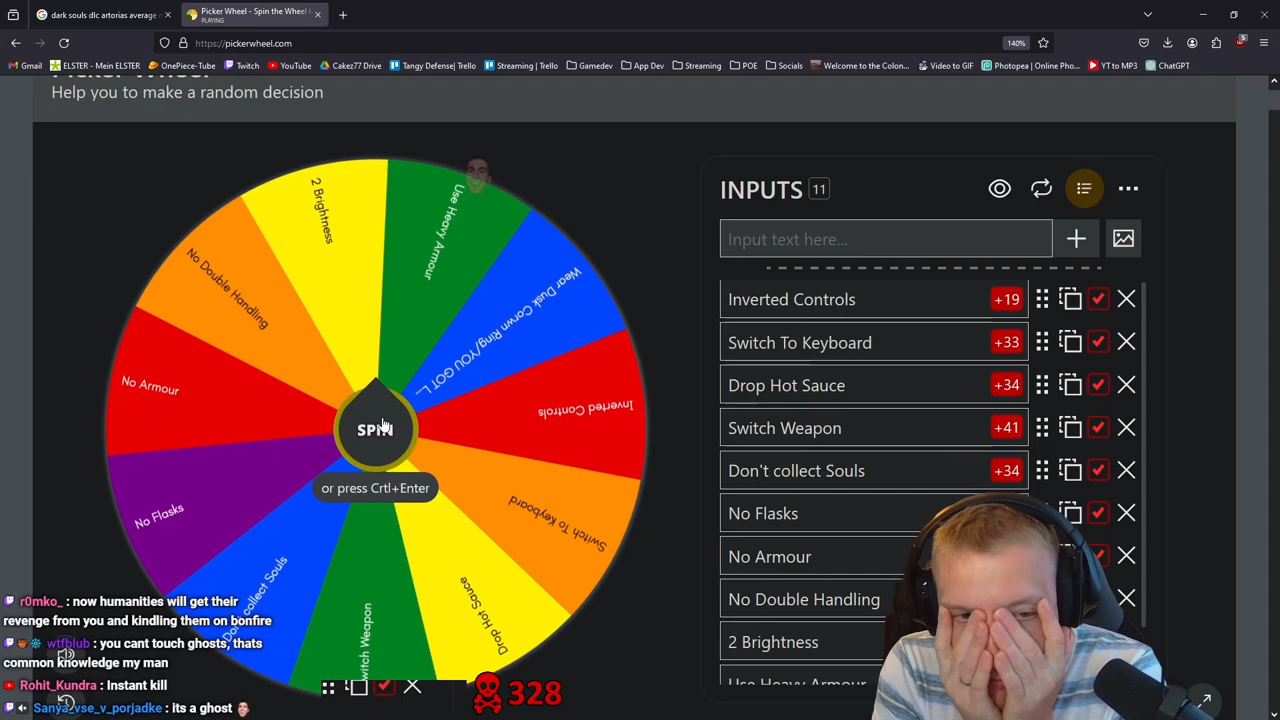 dark souls dlc artorias average r
Picker Wheel - Spin the Wheel t
PLAYING
https://pickerwheel.com
140%
5
Gmail
ELSTER - Mein ELSTER
OnePiece-Tube
Twitch
YouTube
Cakez77 Drive
Tangy Defense| Trello
Streaming | Trello
Gamedev
App Dev
Streaming
POE
Socials
Welcome to the Colon...
Video to GIF
Photopea | Online Pho...
YT to MP3
ChatGPT
Picker Wheel
Help you to make a random decision
2 Brightness
Use Heavy Armour
Wear Dusk Corwn Ring/YOU GOT L...
Inverted Controls
Switch To Keyboard
Drop Hot Sauce
Switch Weapon
Don't collect Souls
No Flasks
No Armour
No Double Handling
SPIN
or press Crtl+Enter
INPUTS 11
Input text here...
Inverted Controls +19
Switch To Keyboard +33
Drop Hot Sauce +34
Switch Weapon +41
Don't collect Souls +34
No Flasks
No Armour
No Double Handling
2 Brightness
Use Heavy Armour
r0mko_ : now humanities will get their
revenge from you and kindling them on bonfire
wtfblub : you cant touch ghosts, thats
common knowledge my man
Rohit_Kundra : Instant kill
Sanya_vse_v_porjadke : its a ghost
328